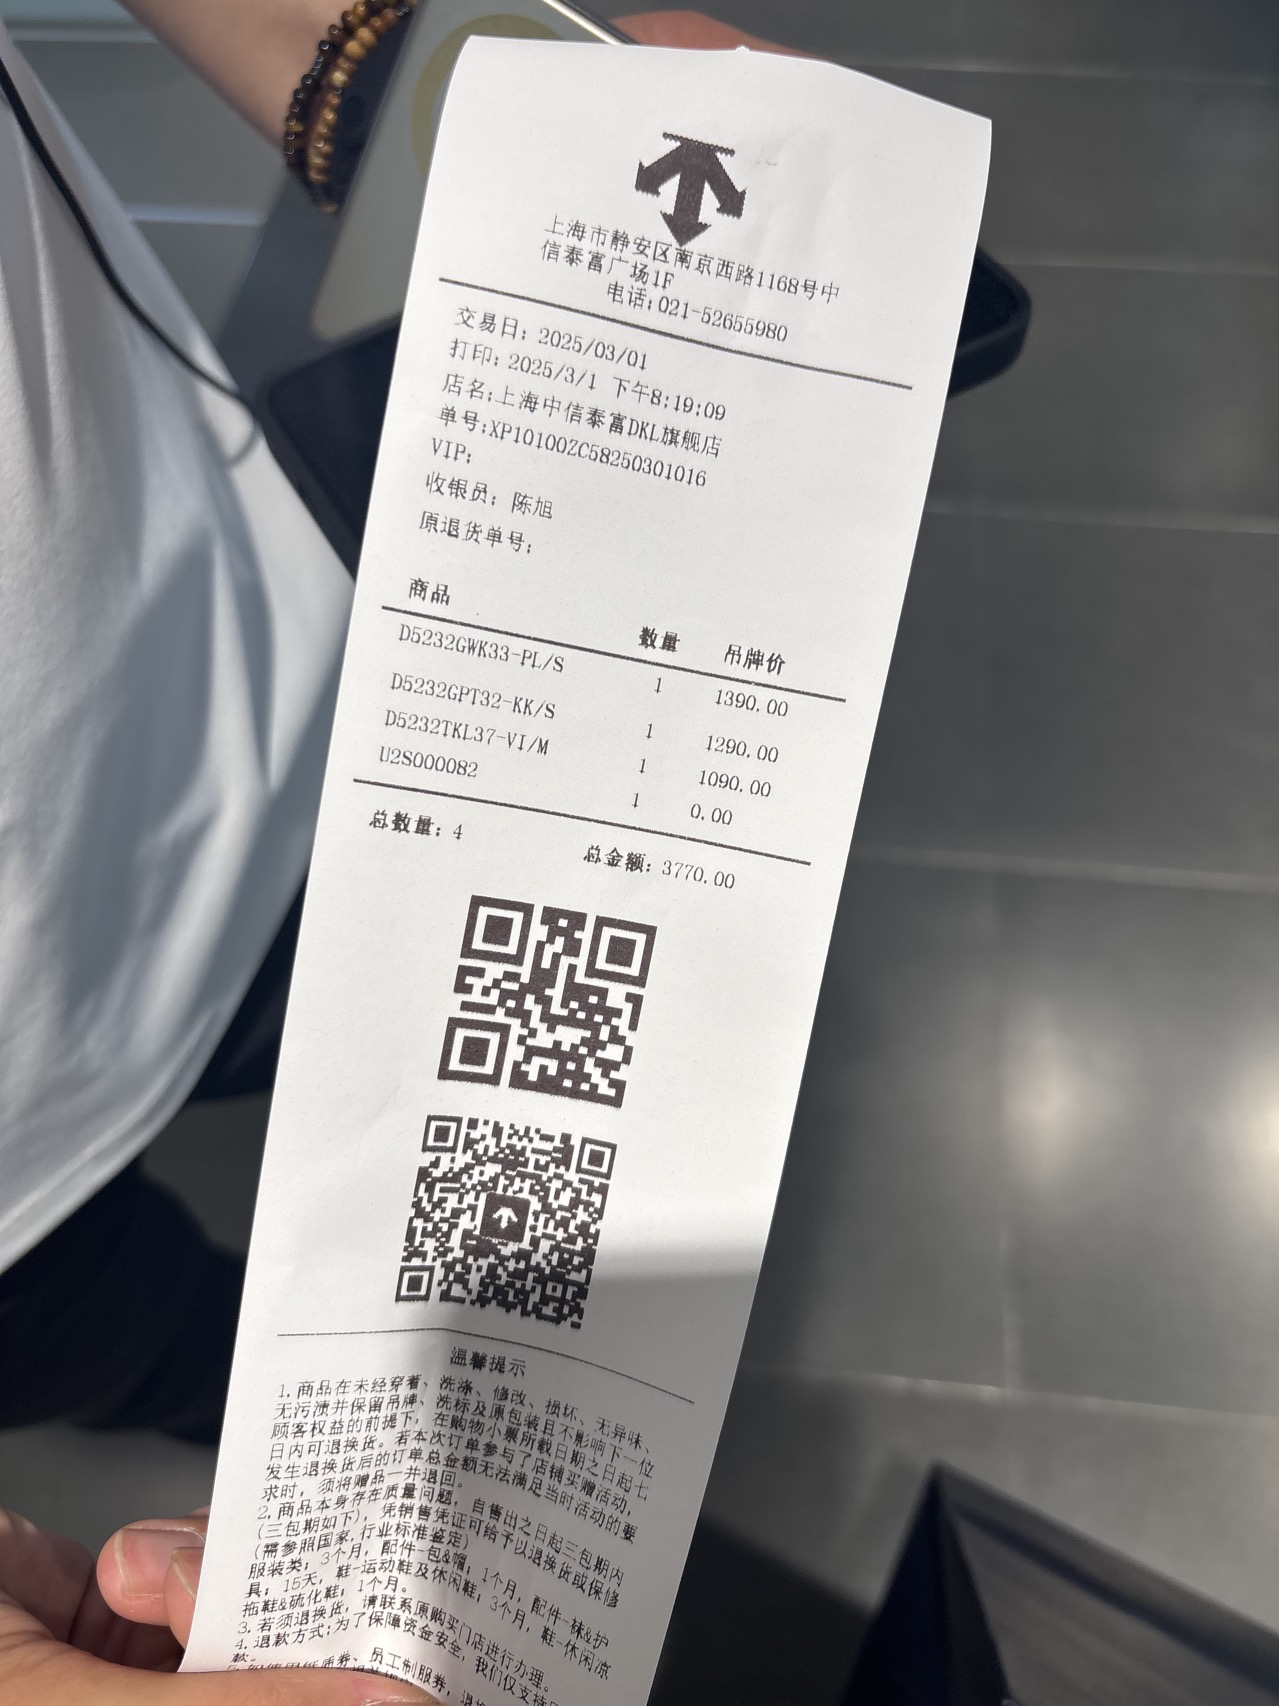 上海市静安区南京西路1168号中
信泰富广场1F
电话:021-52655980
交易日: 2025/03/01
打印: 2025/3/1 下午8:19:09
店名:上海中信泰富DKL旗舰店
单号:XP10100ZC58250301016
VIP:
收银员: 陈旭
原退货单号:
商品 数量 吊牌价
D5232GWK33-PL/S 1 1390.00
D5232GPT32-KK/S 1 1290.00
D5232TKL37-VI/M 1 1090.00
U2S000082 1 0.00
总数量: 4 总金额: 3770.00
温馨提示
1. 商品在未经穿着、洗涤、修改、损坏、无异味、
无污渍并保留吊牌、洗标及原包装且不影响下一位
顾客权益的前提下, 在购物小票所载日期之日起七
日内可退换货。若本次订单参与了店铺买赠活动,
发生退换货后的订单总金额无法满足当时活动的要
求时, 须将赠品一并退回。
2. 商品本身存在质量问题, 自售出之日起三包期内
(三包期如下), 凭销售凭证可给予以退换货或保修
(需参照国家,行业标准鉴定)
服装类: 3个月, 配件-包&帽: 1个月, 配件-袜&护
具: 15天, 鞋-运动鞋及休闲鞋: 3个月, 鞋-休闲凉
拖鞋&硫化鞋: 1个月。
3. 若须退换货, 请联系原购买门店进行办理。
4. 退款方式:为了保障资金安全, 我们仅支持
款。
纸质券、员工制服券, 退